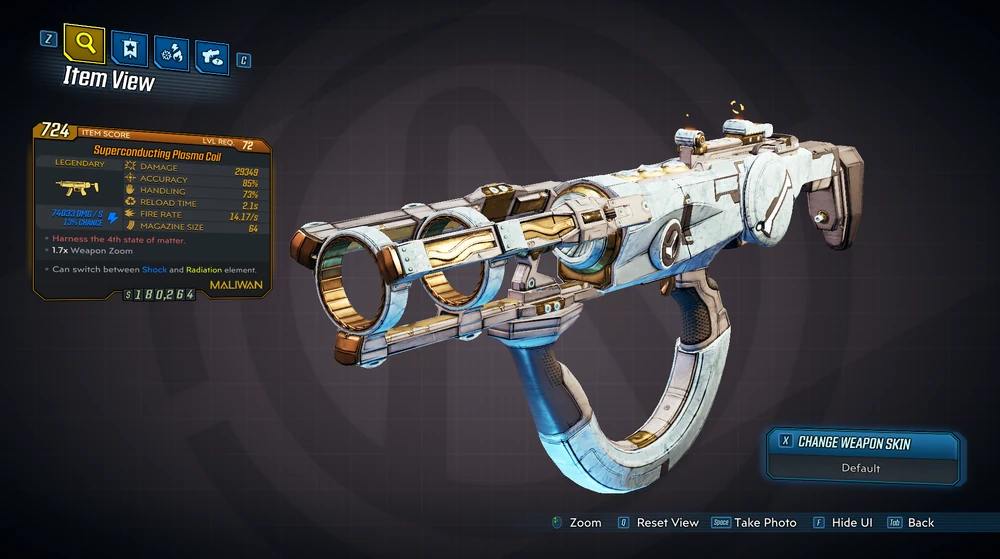 Z
C
Item View
724 ITEM SCORE LVL REQ. 72
Superconducting Plasma Coil
LEGENDARY
DAMAGE 29349
ACCURACY 85%
HANDLING 73%
RELOAD TIME 2.1s
FIRE RATE 14.17/s
MAGAZINE SIZE 64
74033 DMG / S
13% CHANCE
Harness the 4th state of matter.
1.7x Weapon Zoom
Can switch between Shock and Radiation element.
MALIWAN
$ 180,264
X CHANGE WEAPON SKIN
Default
Zoom Q Reset View Space Take Photo F Hide UI Tab Back